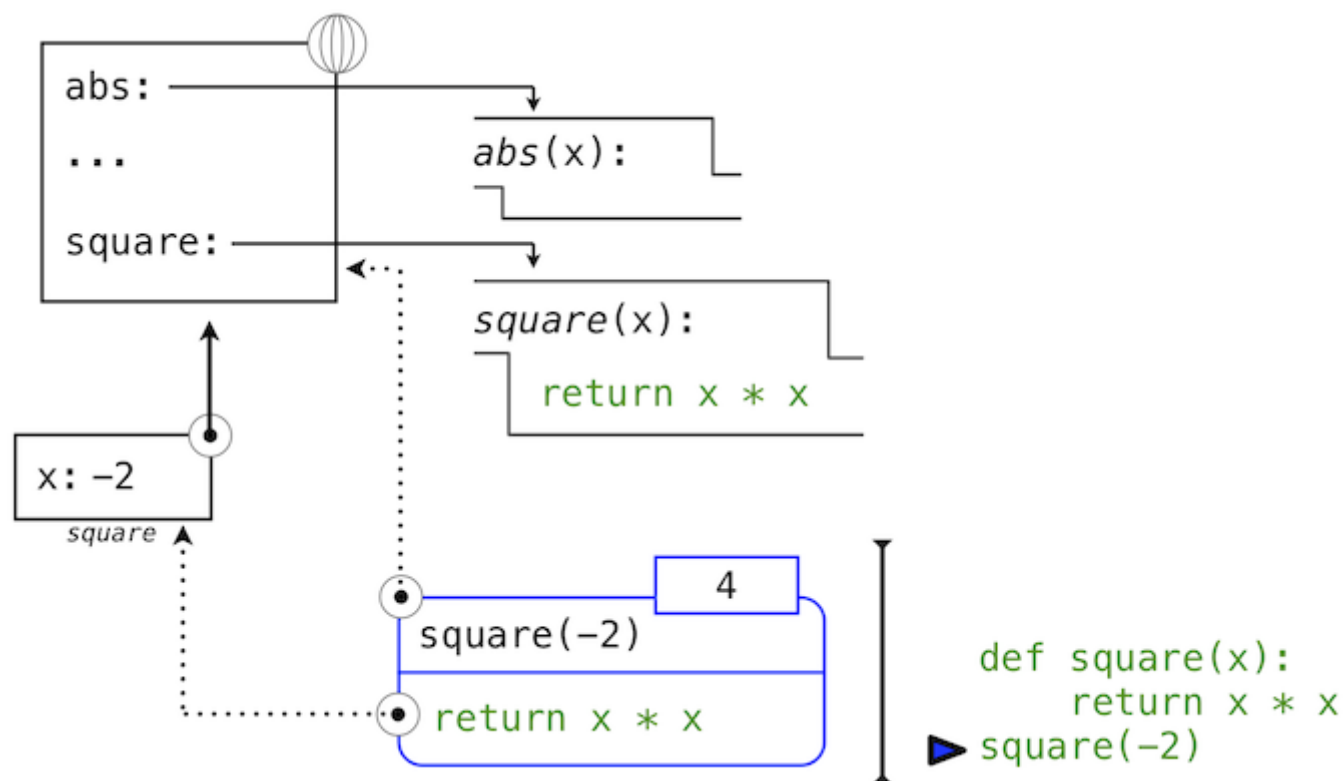 abs:
...
square:
abs(x):
square(x):
return x * x
x: −2
square
4
square(−2)
return x * x
def square(x):
    return x * x
square(−2)